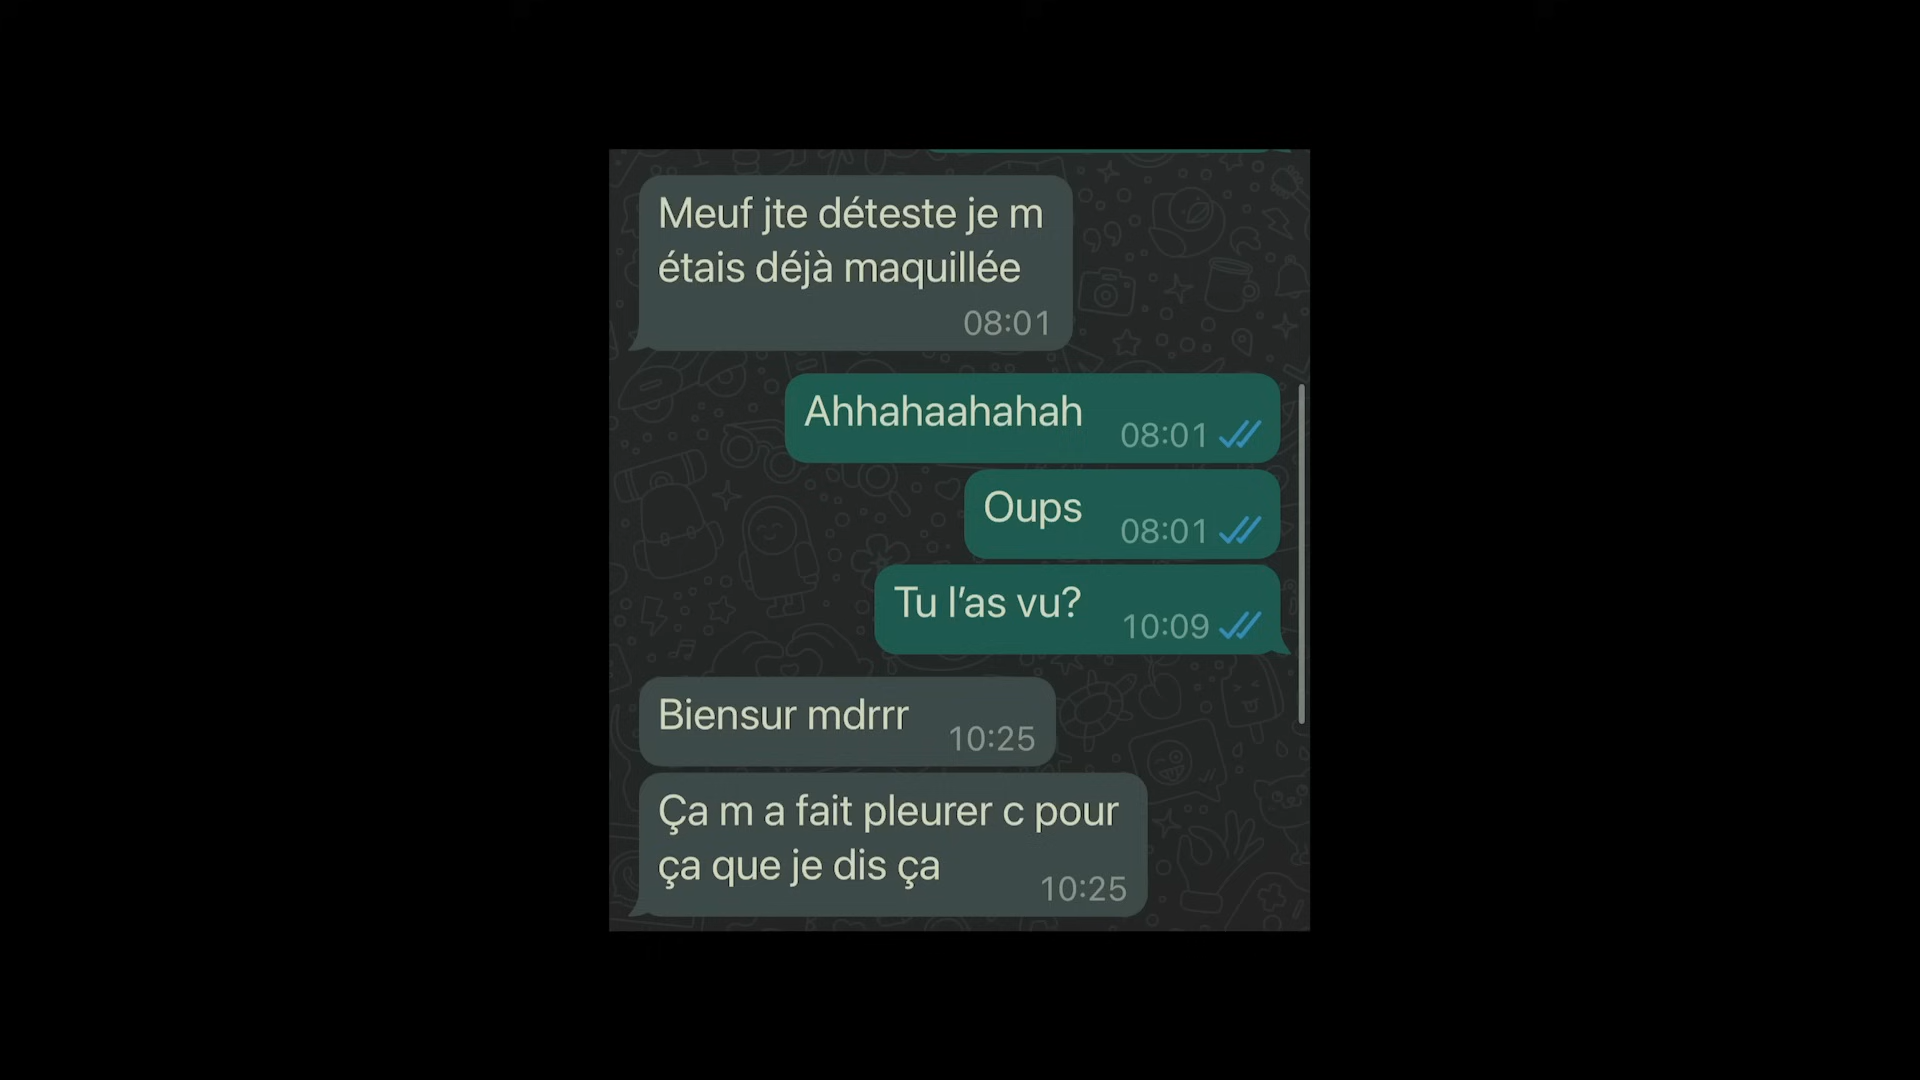 Meuf jte déteste je m
étais déjà maquillée
08:01
Ahhahaahahah 08:01
Oups 08:01
Tu l’as vu? 10:09
Biensur mdrrr 10:25
Ça m a fait pleurer c pour
ça que je dis ça 10:25